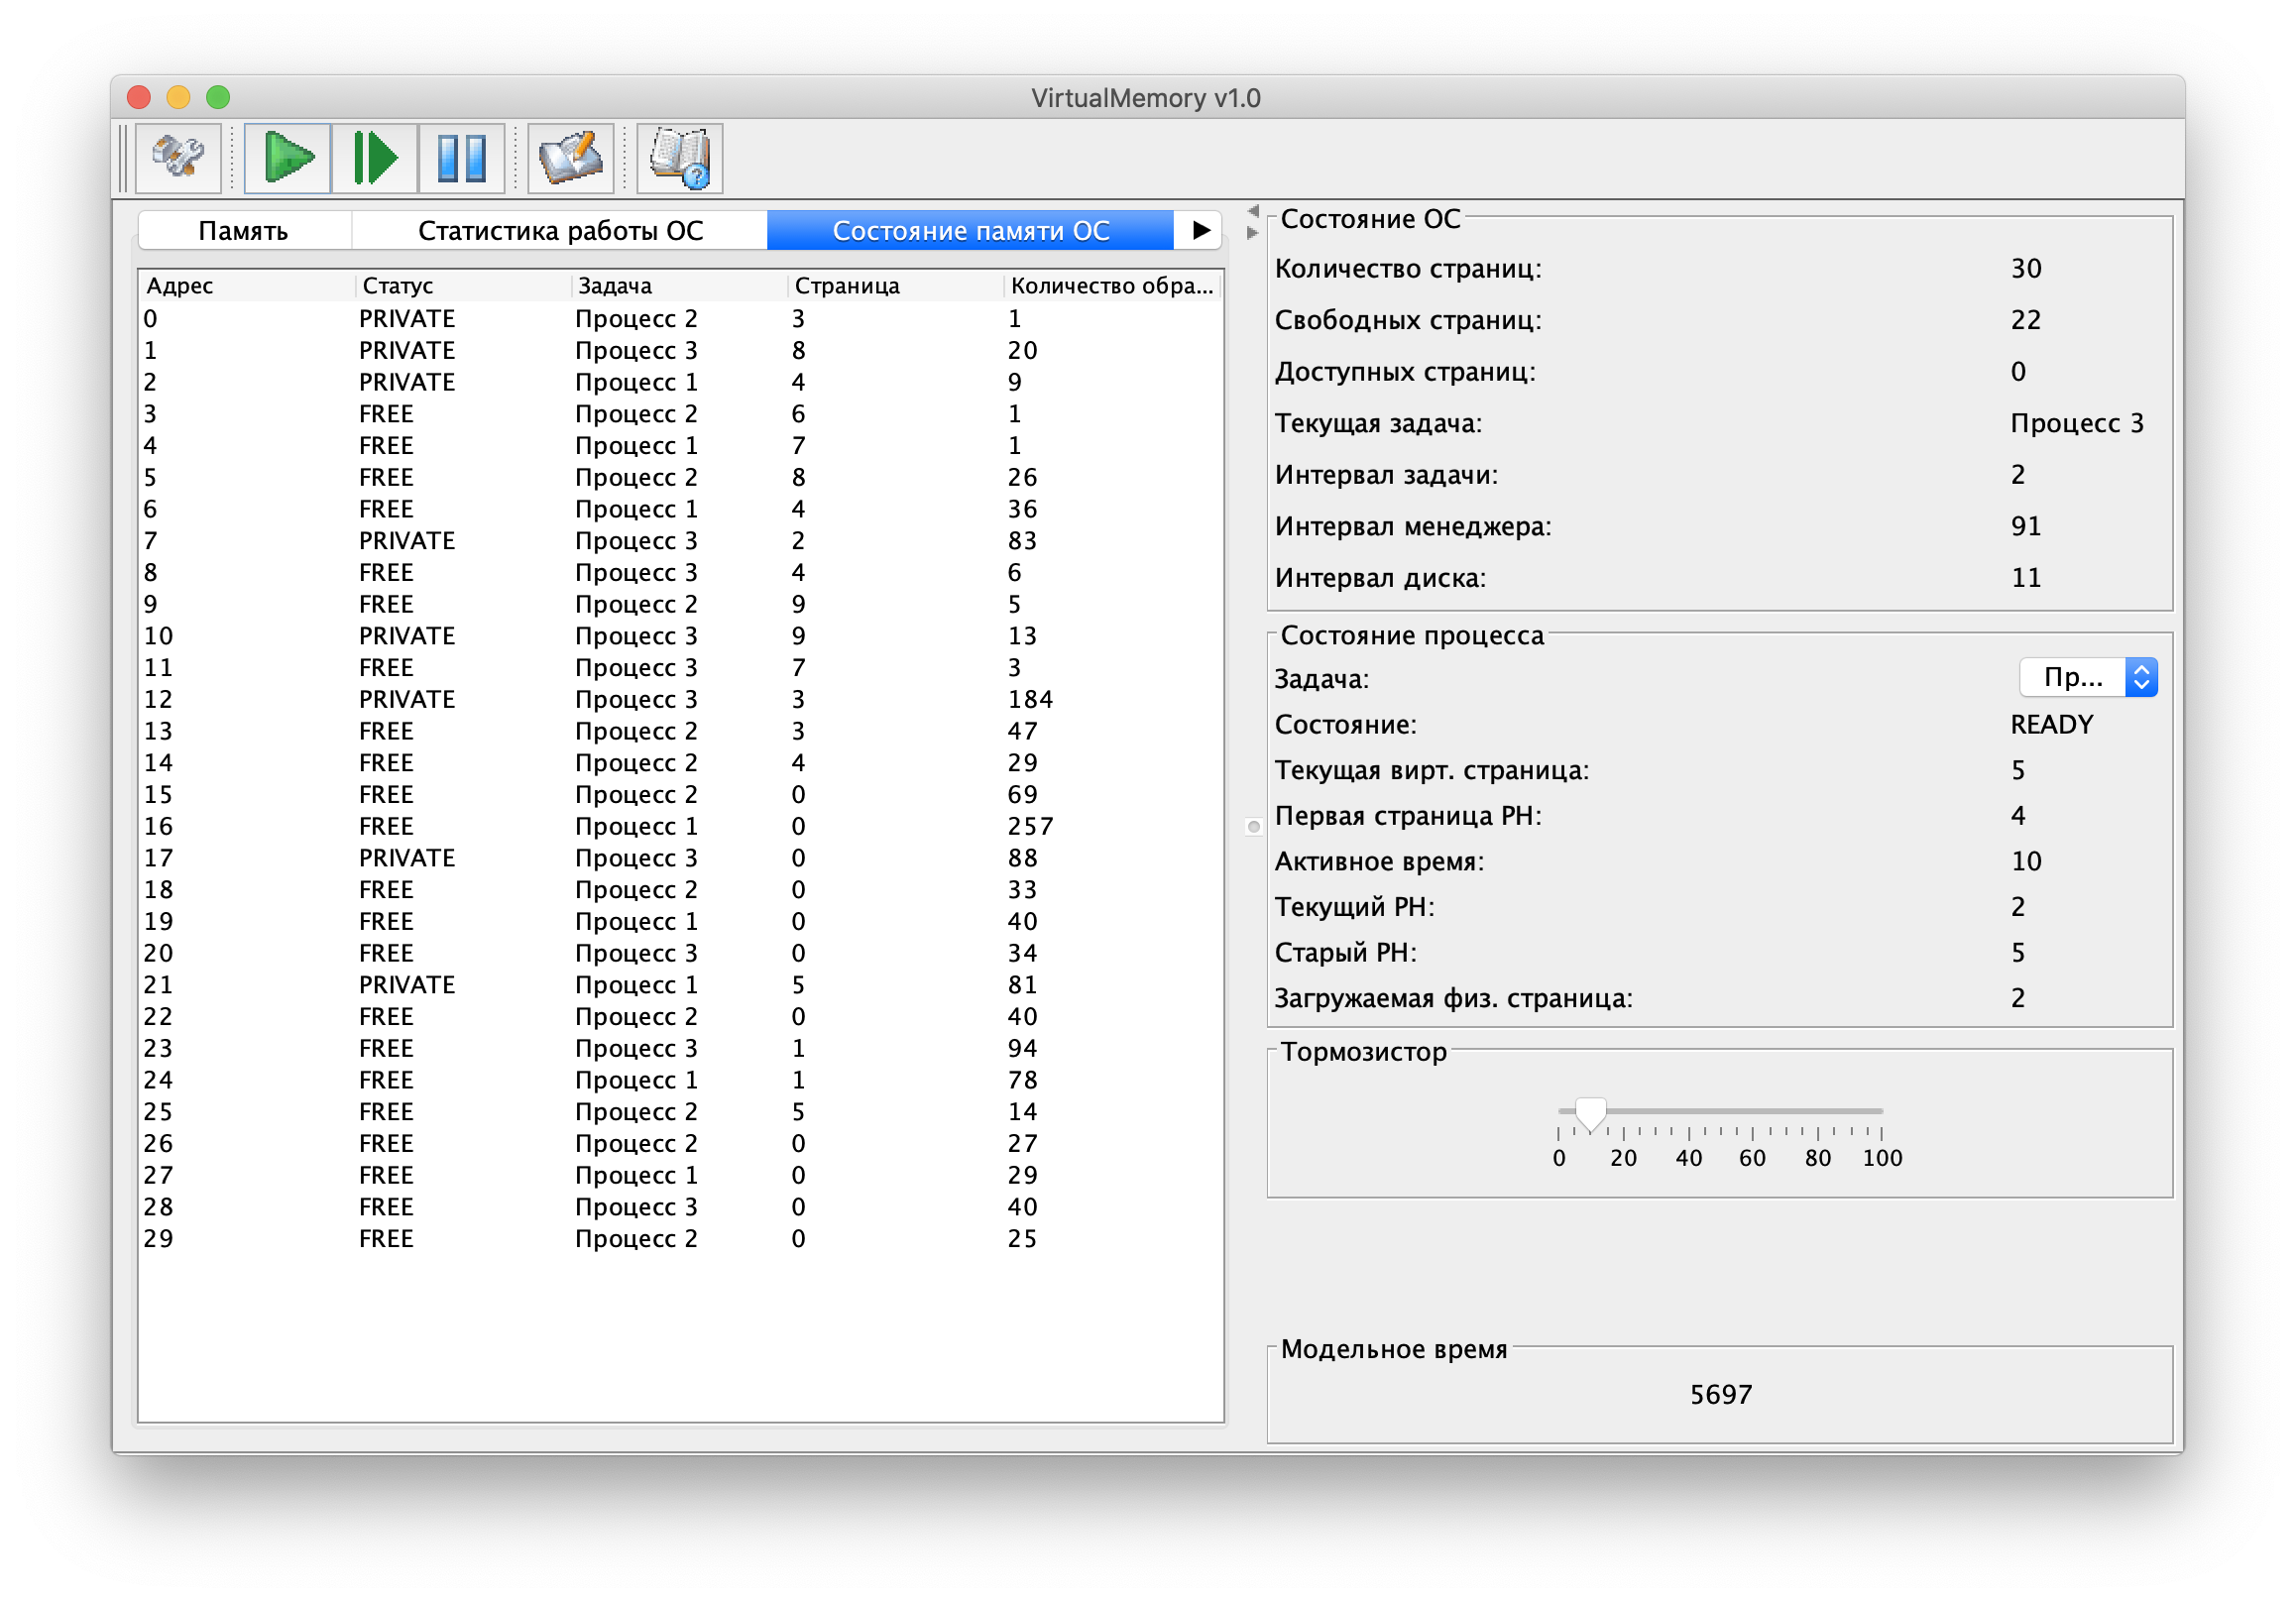 VirtualMemory v1.0
Память Статистика работы ОС Состояние памяти ОС
Адрес Статус Задача Страница Количество обра...
0 PRIVATE Процесс 2 3 1
1 PRIVATE Процесс 3 8 20
2 PRIVATE Процесс 1 4 9
3 FREE Процесс 2 6 1
4 FREE Процесс 1 7 1
5 FREE Процесс 2 8 26
6 FREE Процесс 1 4 36
7 PRIVATE Процесс 3 2 83
8 FREE Процесс 3 4 6
9 FREE Процесс 2 9 5
10 PRIVATE Процесс 3 9 13
11 FREE Процесс 3 7 3
12 PRIVATE Процесс 3 3 184
13 FREE Процесс 2 3 47
14 FREE Процесс 2 4 29
15 FREE Процесс 2 0 69
16 FREE Процесс 1 0 257
17 PRIVATE Процесс 3 0 88
18 FREE Процесс 2 0 33
19 FREE Процесс 1 0 40
20 FREE Процесс 3 0 34
21 PRIVATE Процесс 1 5 81
22 FREE Процесс 2 0 40
23 FREE Процесс 3 1 94
24 FREE Процесс 1 1 78
25 FREE Процесс 2 5 14
26 FREE Процесс 2 0 27
27 FREE Процесс 1 0 29
28 FREE Процесс 3 0 40
29 FREE Процесс 2 0 25
Состояние ОС
Количество страниц: 30
Свободных страниц: 22
Доступных страниц: 0
Текущая задача: Процесс 3
Интервал задачи: 2
Интервал менеджера: 91
Интервал диска: 11
Состояние процесса
Задача: Пр...
Состояние: READY
Текущая вирт. страница: 5
Первая страница РН: 4
Активное время: 10
Текущий РН: 2
Старый РН: 5
Загружаемая физ. страница: 2
Тормозистор
0 20 40 60 80 100
Модельное время
5697